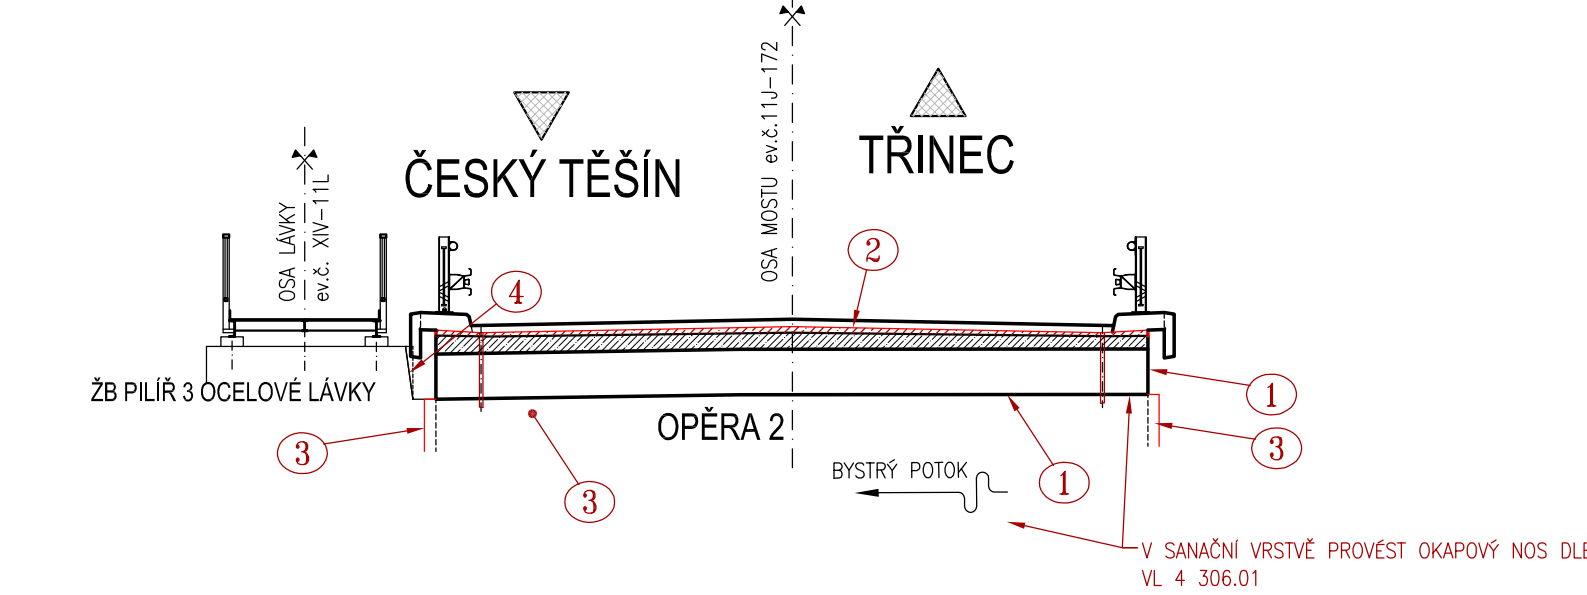 OSA LÁVKY
ev.č. XIV-11L
ČESKÝ TĚŠÍN
OSA MOSTU ev.č.11J-172
TŘINEC
2
4
ŽB PILÍŘ 3 OCELOVÉ LÁVKY
1
OPĚRA 2
3
3
BYSTRÝ POTOK
1
3
V SANAČNÍ VRSTVĚ PROVÉST OKAPOVÝ NOS DLE
VL 4 306.01